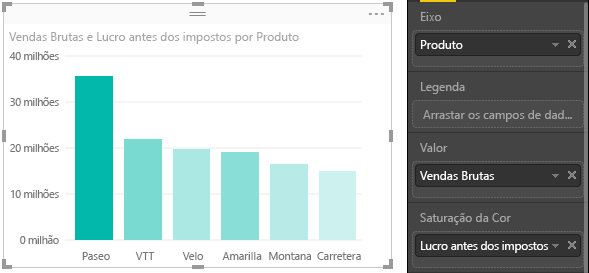 Vendas Brutas e Lucro antes dos impostos por Produto
40 milhões
30 milhões
20 milhões
10 milhões
0 milhão
Paseo VTT Velo Amarilla Montana Carretera
Eixo
Produto
Legenda
Arrastar os campos de dad...
Valor
Vendas Brutas
Saturação da Cor
Lucro antes dos impostos